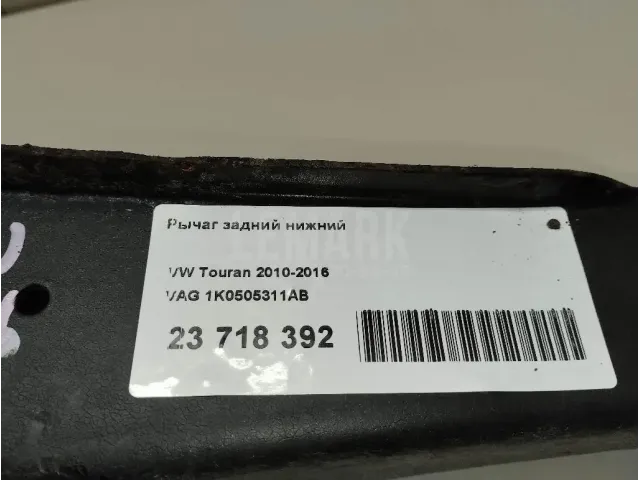 Рычаг задний нижний
VW Touran 2010-2016
VAG 1K0505311AB
23 718 392